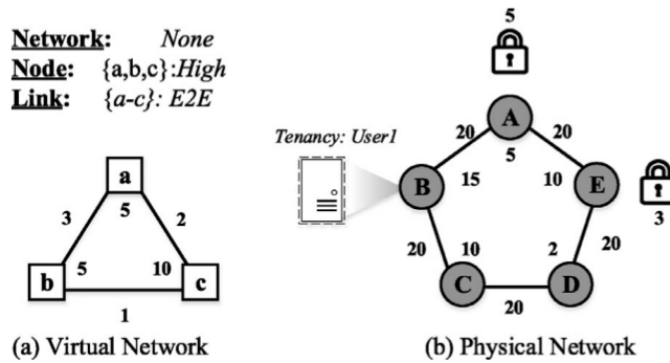 Network: None
Node: {a,b,c}:High
Link: {a-c}: E2E
a
5
3
2
b
5
10
c
1
(a) Virtual Network
5
Tenancy: User1
A
20
20
5
B
15
10
E
3
20
10
2
20
C
D
20
(b) Physical Network